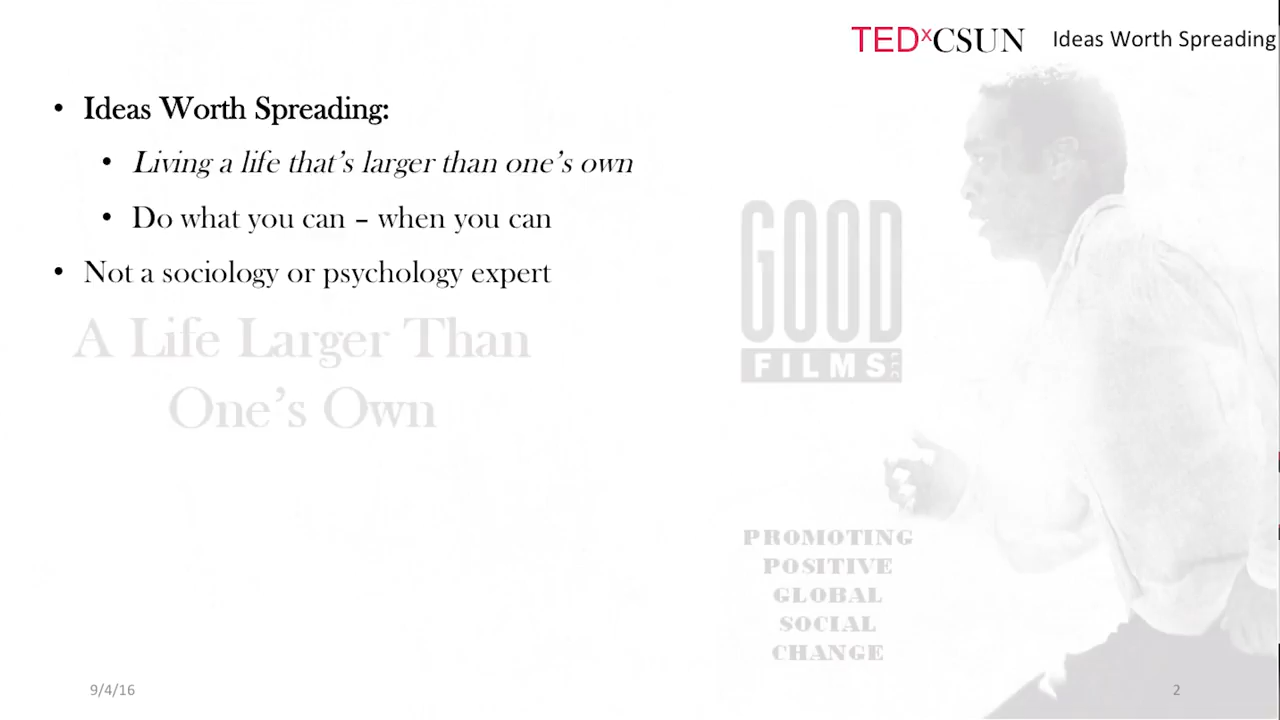 TEDxCSUN Ideas Worth Spreading
• Ideas Worth Spreading:
• Living a life that’s larger than one’s own
• Do what you can – when you can
• Not a sociology or psychology expert
A Life Larger Than
One’s Own
GOOD
FILMS LLC
PROMOTING
POSITIVE
GLOBAL
SOCIAL
CHANGE
9/4/16
2